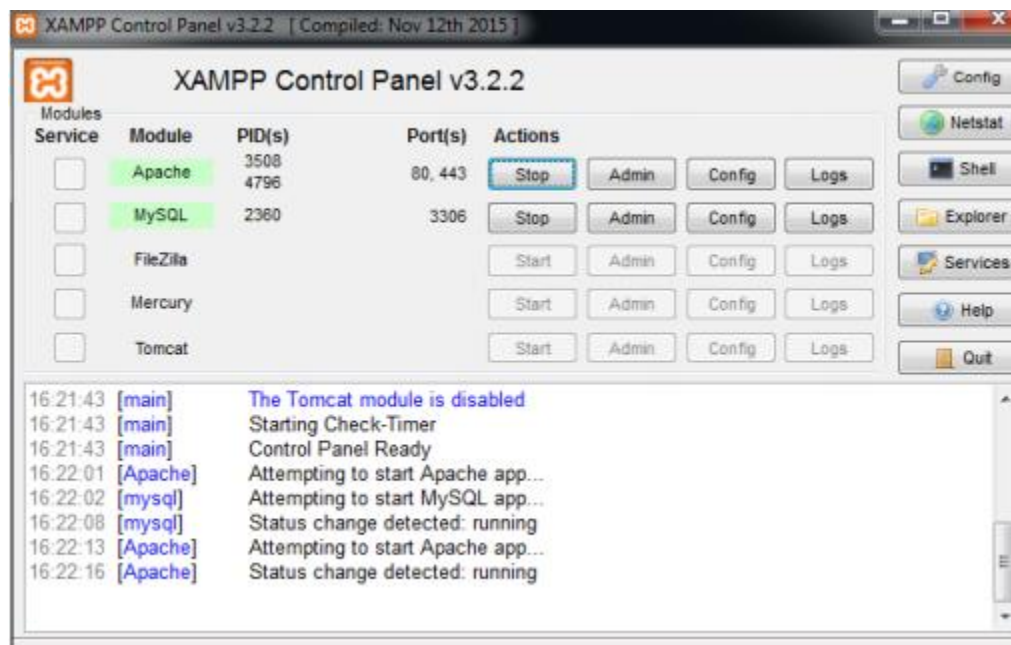 XAMPP Control Panel v3.2.2 [ Compiled: Nov 12th 2015 ]
XAMPP Control Panel v3.2.2
Config
Modules
Service Module PID(s) Port(s) Actions
Netstat
Apache 3508 4796 80, 443 Stop Admin Config Logs
Shell
MySQL 2360 3306 Stop Admin Config Logs
Explorer
FileZilla Start Admin Config Logs
Services
Mercury Start Admin Config Logs
Help
Tomcat Start Admin Config Logs
Quit
16:21:43 [main] The Tomcat module is disabled
16:21:43 [main] Starting Check-Timer
16:21:43 [main] Control Panel Ready
16:22:01 [Apache] Attempting to start Apache app...
16:22:02 [mysql] Attempting to start MySQL app...
16:22:08 [mysql] Status change detected: running
16:22:13 [Apache] Attempting to start Apache app...
16:22:16 [Apache] Status change detected: running